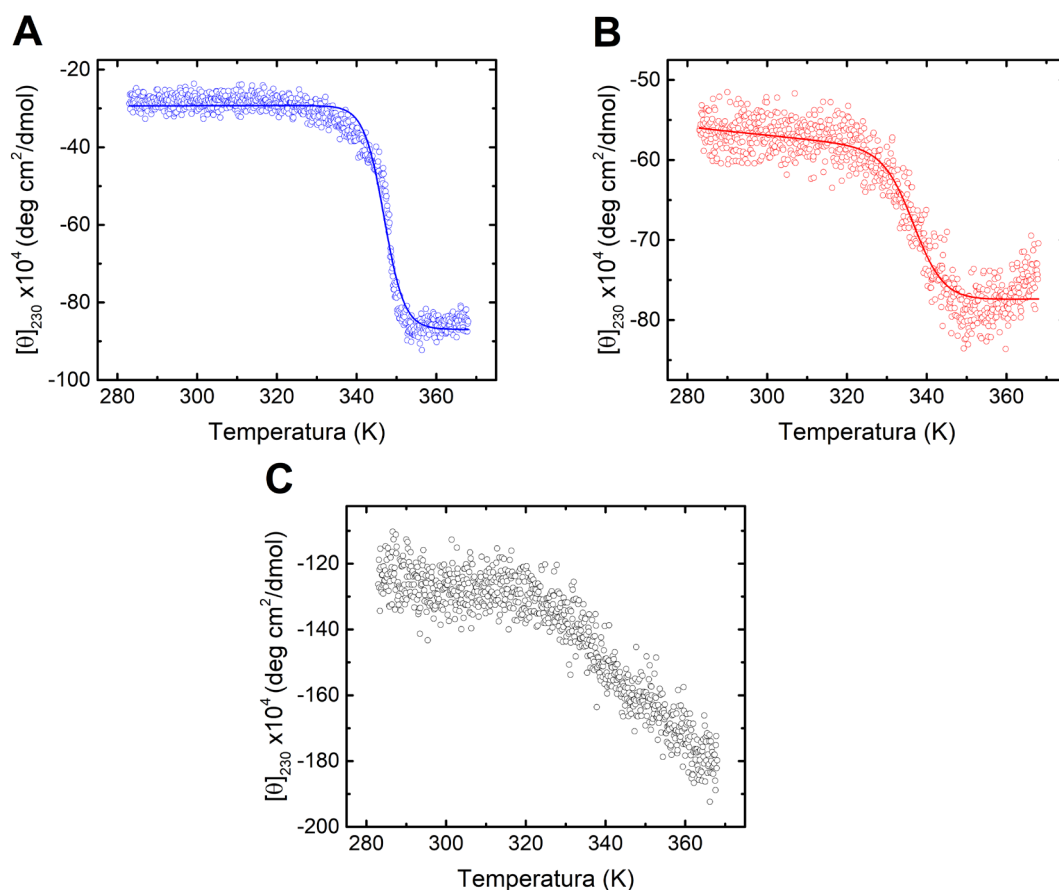 A
[θ]₂₃₀ x10⁴ (deg cm²/dmol)
-20
-40
-60
-80
-100
280 300 320 340 360
Temperatura (K)
B
[θ]₂₃₀ x10⁴ (deg cm²/dmol)
-50
-60
-70
-80
280 300 320 340 360
Temperatura (K)
C
[θ]₂₃₀ x10⁴ (deg cm²/dmol)
-120
-140
-160
-180
-200
280 300 320 340 360
Temperatura (K)